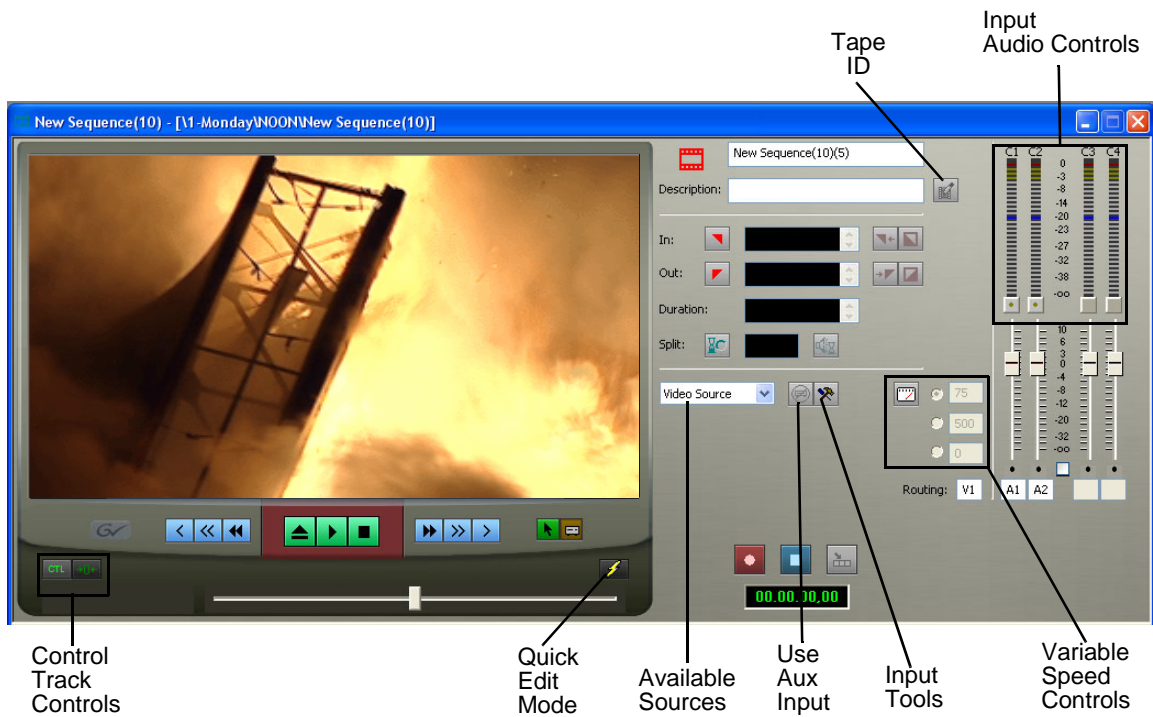 Input
Audio Controls
Tape
ID
New Sequence(10) - [\1-Monday\NOON\New Sequence(10)]
New Sequence(10)(5)
Description:
In:
Out:
Duration:
Split:
Video Source
C1 C2 C3 C4
0
-3
-8
-14
-20
-23
-27
-32
-38
-oo
10
6
3
0
-4
-8
-12
-20
-32
-oo
75
500
0
Routing: V1 A1 A2
GV
CTL
00.00.00,00
Control
Track
Controls
Quick
Edit
Mode
Available
Sources
Use
Aux
Input
Input
Tools
Variable
Speed
Controls